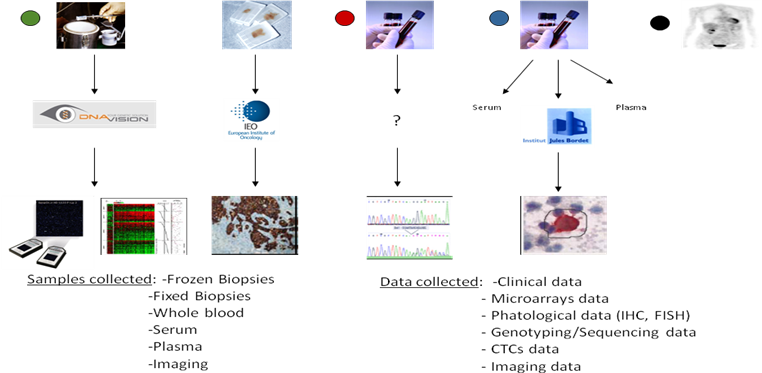 DNAVISION
IEO
European Institute of
Oncology
?
Serum
Plasma
Institut Jules Bordet
Samples collected: -Frozen Biopsies
-Fixed Biopsies
-Whole blood
-Serum
-Plasma
-Imaging
Data collected: -Clinical data
- Microarrays data
- Phatological data (IHC, FISH)
- Genotyping/Sequencing data
- CTCs data
- Imaging data